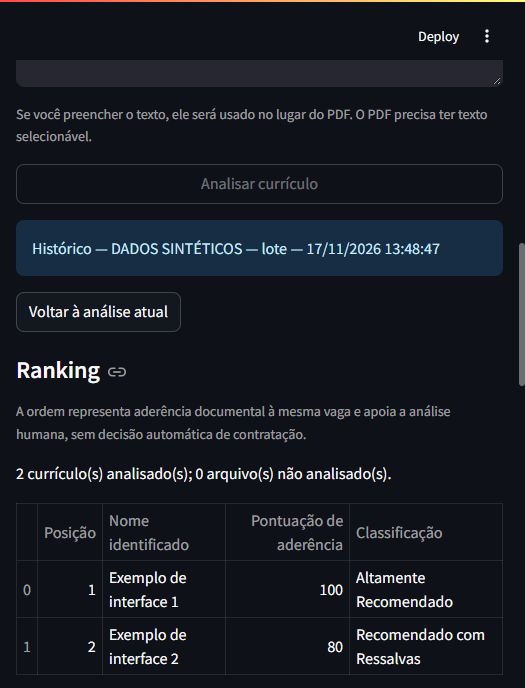 Deploy
Se você preencher o texto, ele será usado no lugar do PDF. O PDF precisa ter texto
selecionável.
Analisar currículo
Histórico — DADOS SINTÉTICOS — lote — 17/11/2026 13:48:47
Voltar à análise atual
Ranking
A ordem representa aderência documental à mesma vaga e apoia a análise
humana, sem decisão automática de contratação.
2 currículo(s) analisado(s); 0 arquivo(s) não analisado(s).
Posição Nome identificado Pontuação de aderência Classificação
0 1 Exemplo de interface 1 100 Altamente Recomendado
1 2 Exemplo de interface 2 80 Recomendado com Ressalvas